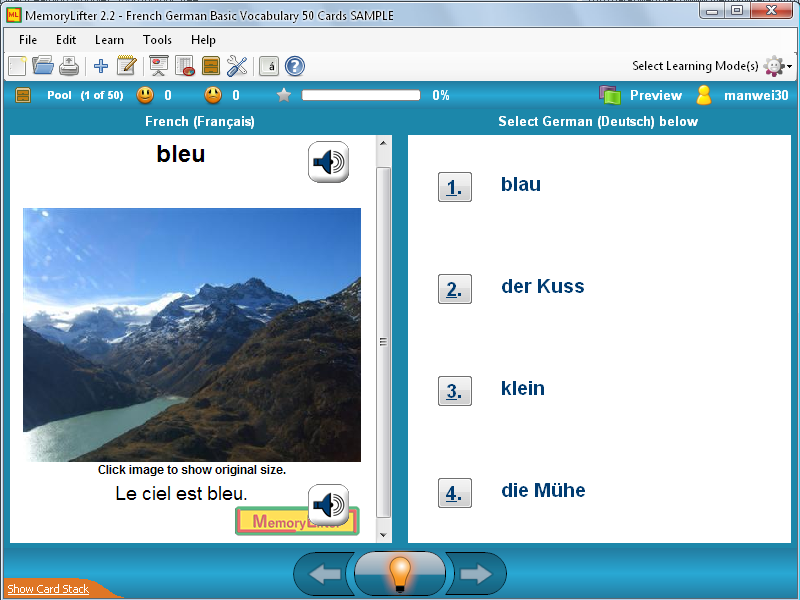 MemoryLifter 2.2 - French German Basic Vocabulary 50 Cards SAMPLE
File Edit Learn Tools Help
Select Learning Mode(s)
Pool (1 of 50) 0 0 0% Preview manwei30
French (Français)
Select German (Deutsch) below
bleu
Click image to show original size.
Le ciel est bleu.
MemoryLifter
1. blau
2. der Kuss
3. klein
4. die Mühe
Show Card Stack